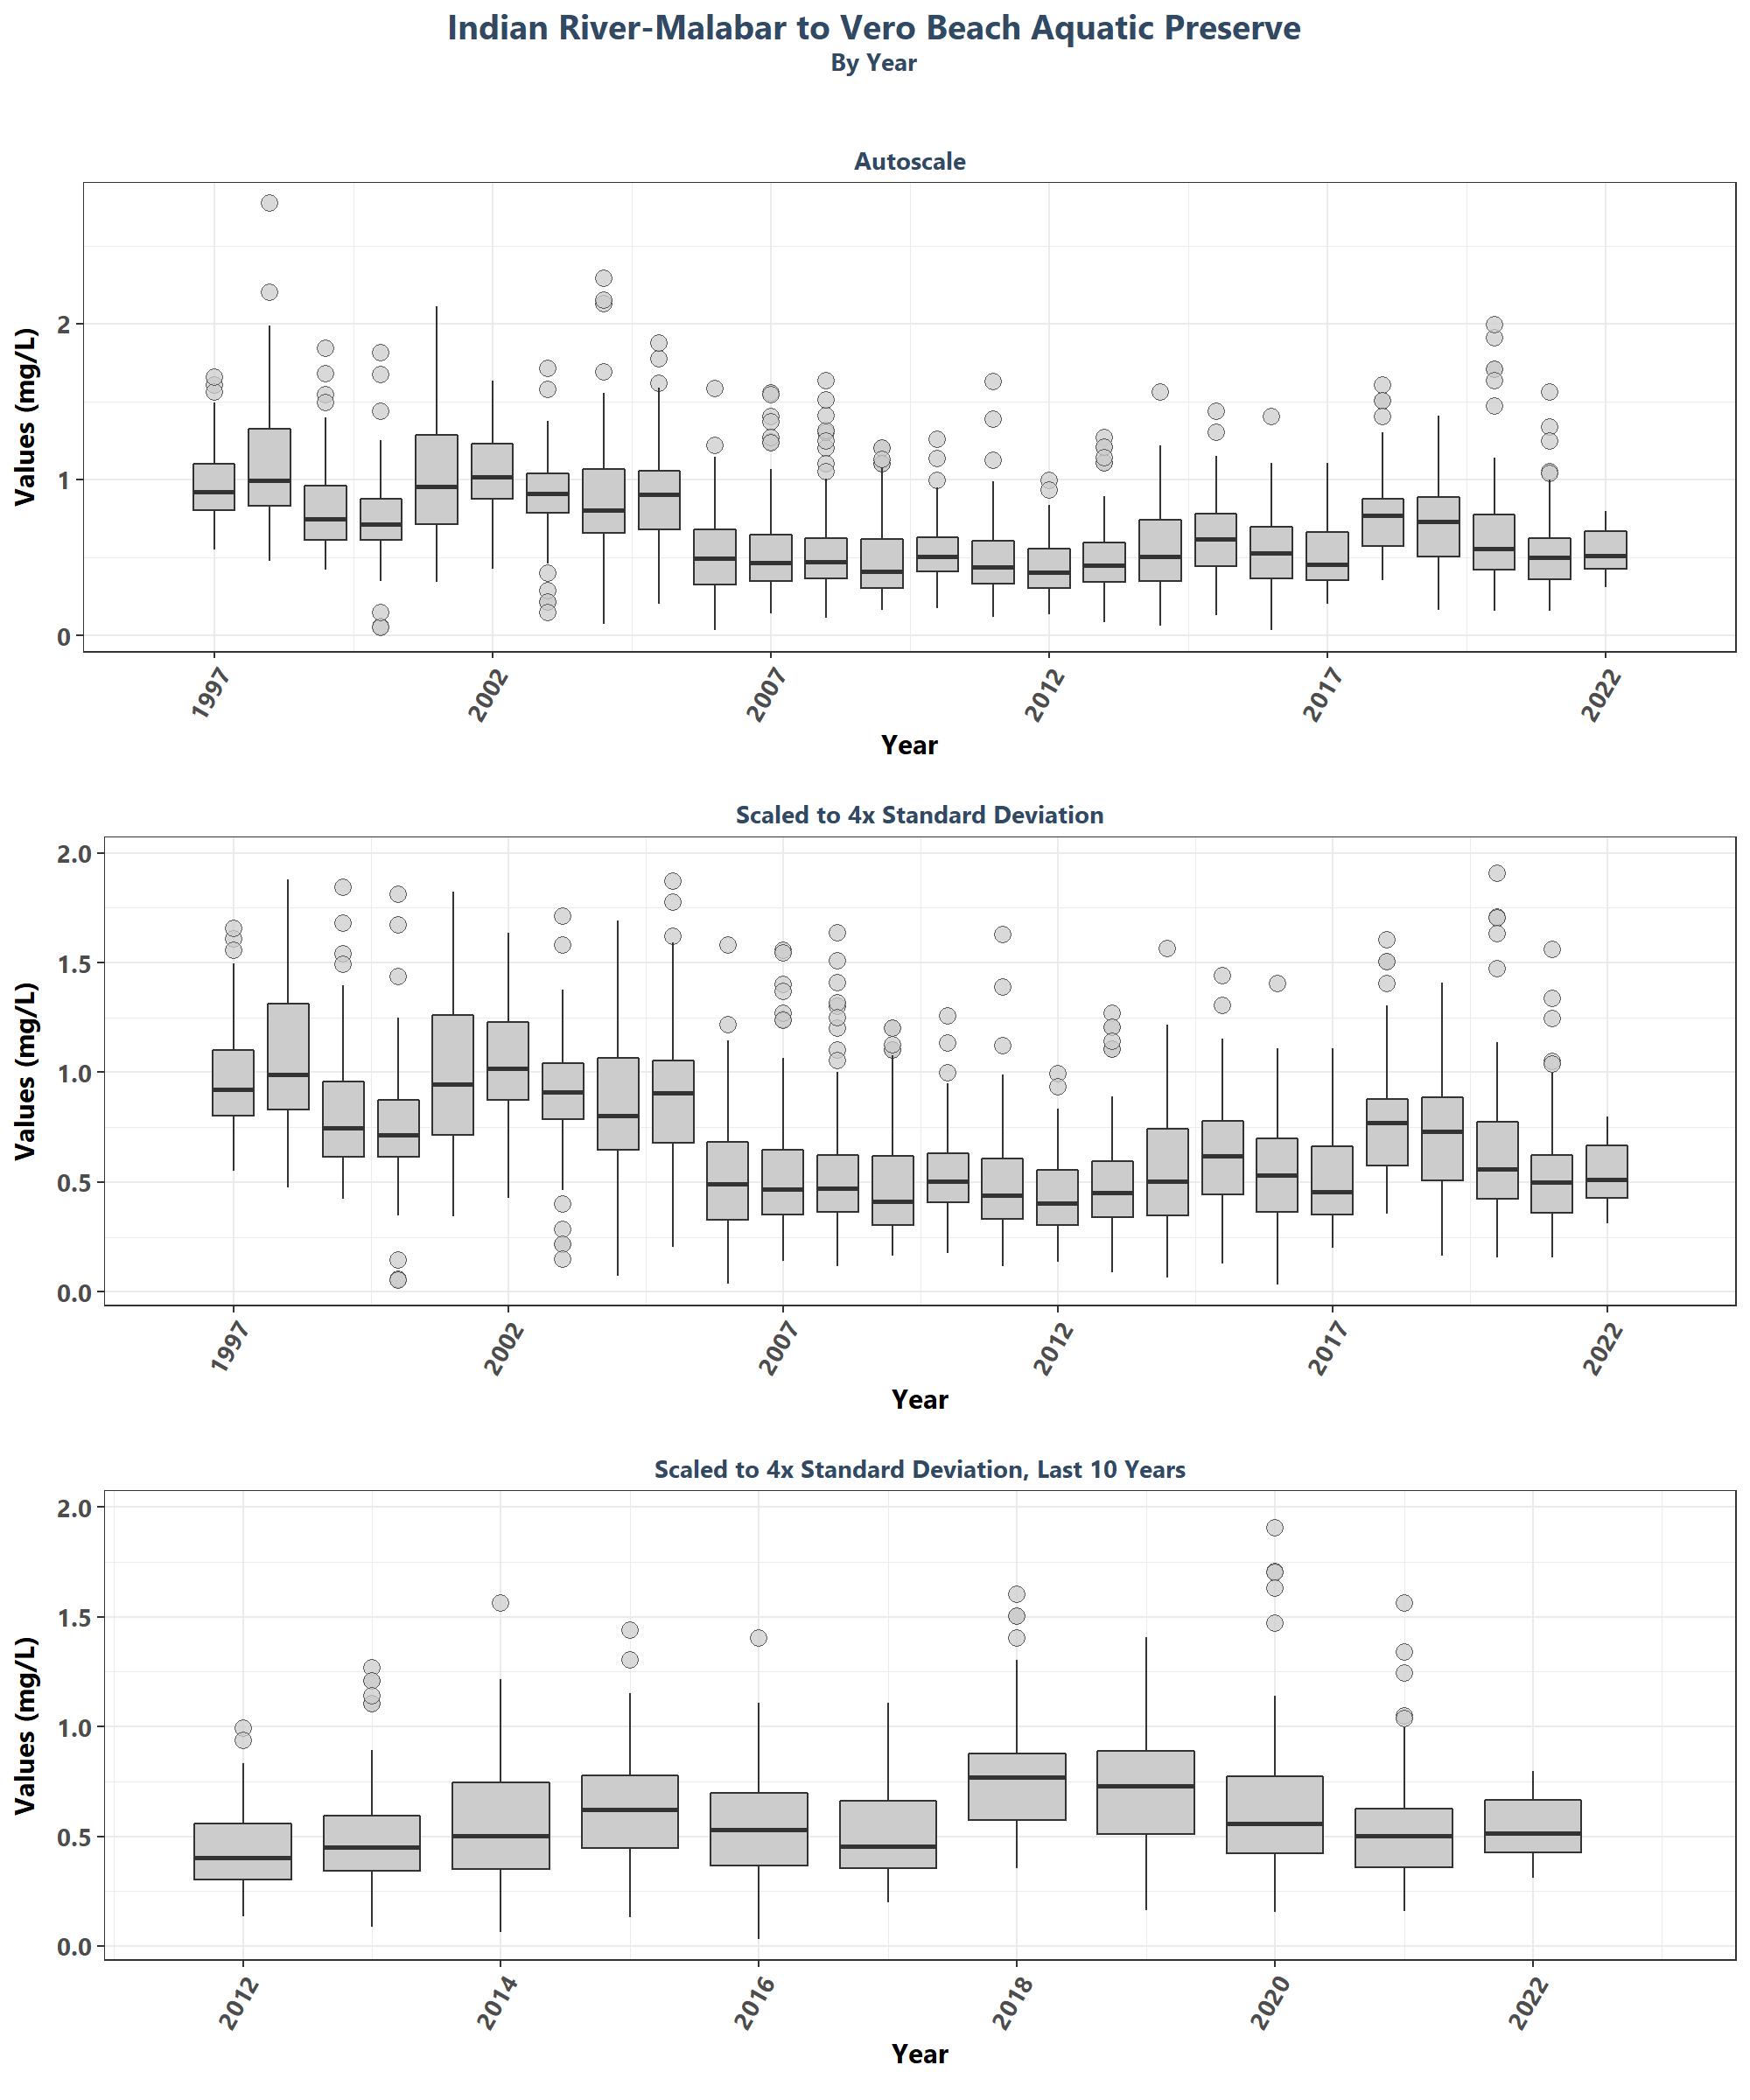 Indian River-Malabar to Vero Beach Aquatic Preserve
By Year
Autoscale
Values (mg/L)
2
1
0
1997
2002
2007
2012
2017
2022
Year
Scaled to 4x Standard Deviation
Values (mg/L)
2.0
1.5
1.0
0.5
0.0
1997
2002
2007
2012
2017
2022
Year
Scaled to 4x Standard Deviation, Last 10 Years
Values (mg/L)
2.0
1.5
1.0
0.5
0.0
2012
2014
2016
2018
2020
2022
Year